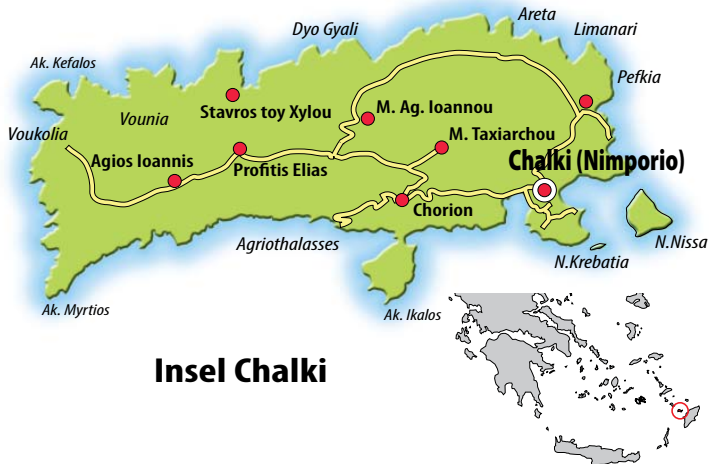 Areta
Dyo Gyali
Limanari
Ak. Kefalos
Pefkia
Stavros toy Xylou
M. Ag. Ioannou
Vounia
Voukolia
M. Taxiarchou
Agios Ioannis
Profitis Elias
Chalki (Nimporio)
Chorion
Agriothalasses
N.Nissa
N.Krebatia
Ak. Myrtios
Ak. Ikalos
Insel Chalki